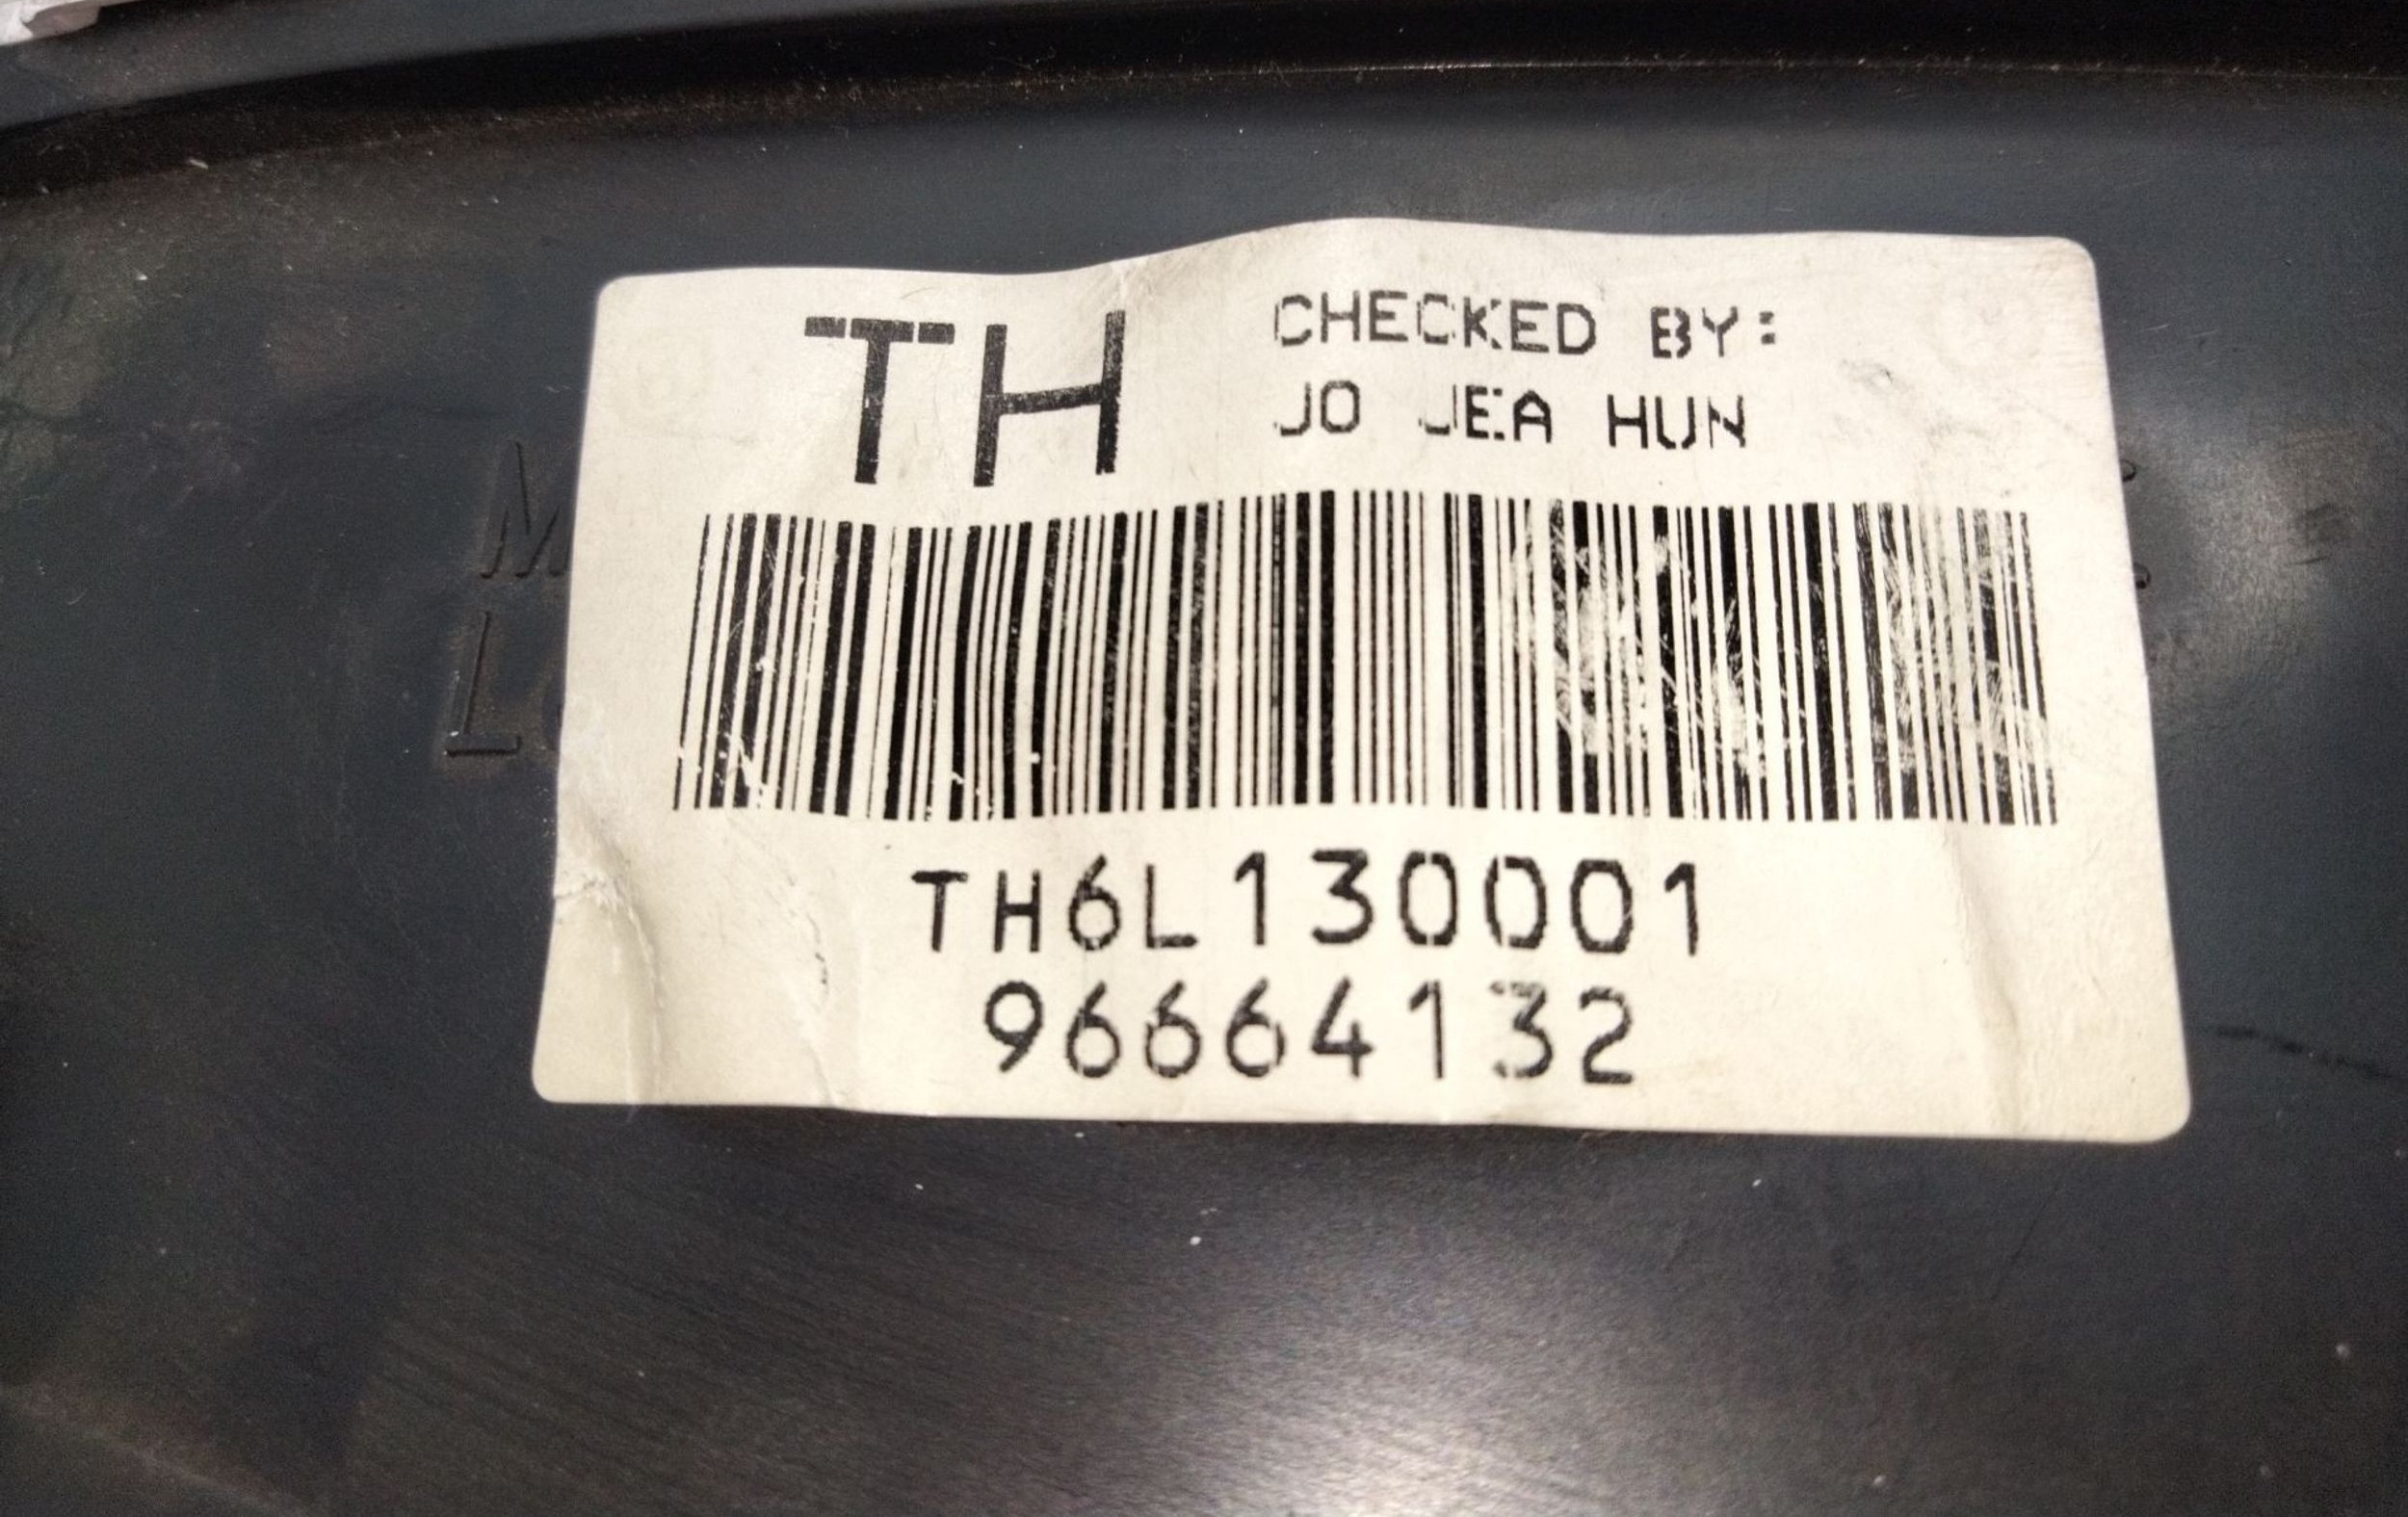 TH
CHECKED BY:
JO JEA HUN
TH6L130001
96664132